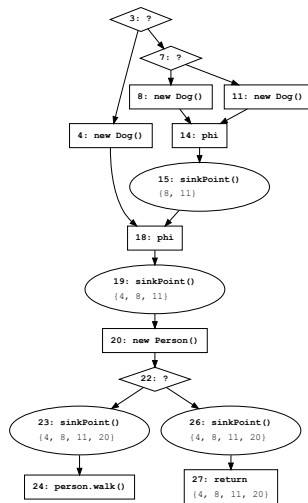 3: ?
7: ?
8: new Dog()
11: new Dog()
4: new Dog()
14: phi
15: sinkPoint()
{8, 11}
18: phi
19: sinkPoint()
{4, 8, 11}
20: new Person()
22: ?
23: sinkPoint()
{4, 8, 11, 20}
26: sinkPoint()
{4, 8, 11, 20}
24: person.walk()
27: return
{4, 8, 11, 20}